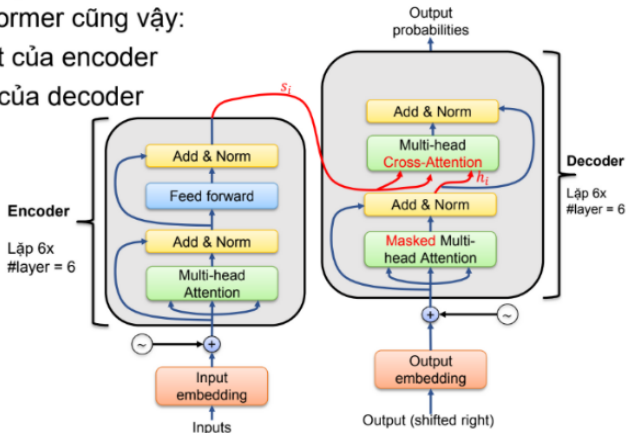 ormer cũng vậy:
t của encoder
của decoder
Encoder
Lặp 6x
#layer = 6
s_i
Add & Norm
Feed forward
Add & Norm
Multi-head
Attention
~
+
Input
embedding
Inputs
Output
probabilities
Add & Norm
Multi-head
Cross-Attention
h_i
Add & Norm
Masked Multi-
head Attention
+
~
Output
embedding
Output (shifted right)
Decoder
Lặp 6x
#layer = 6